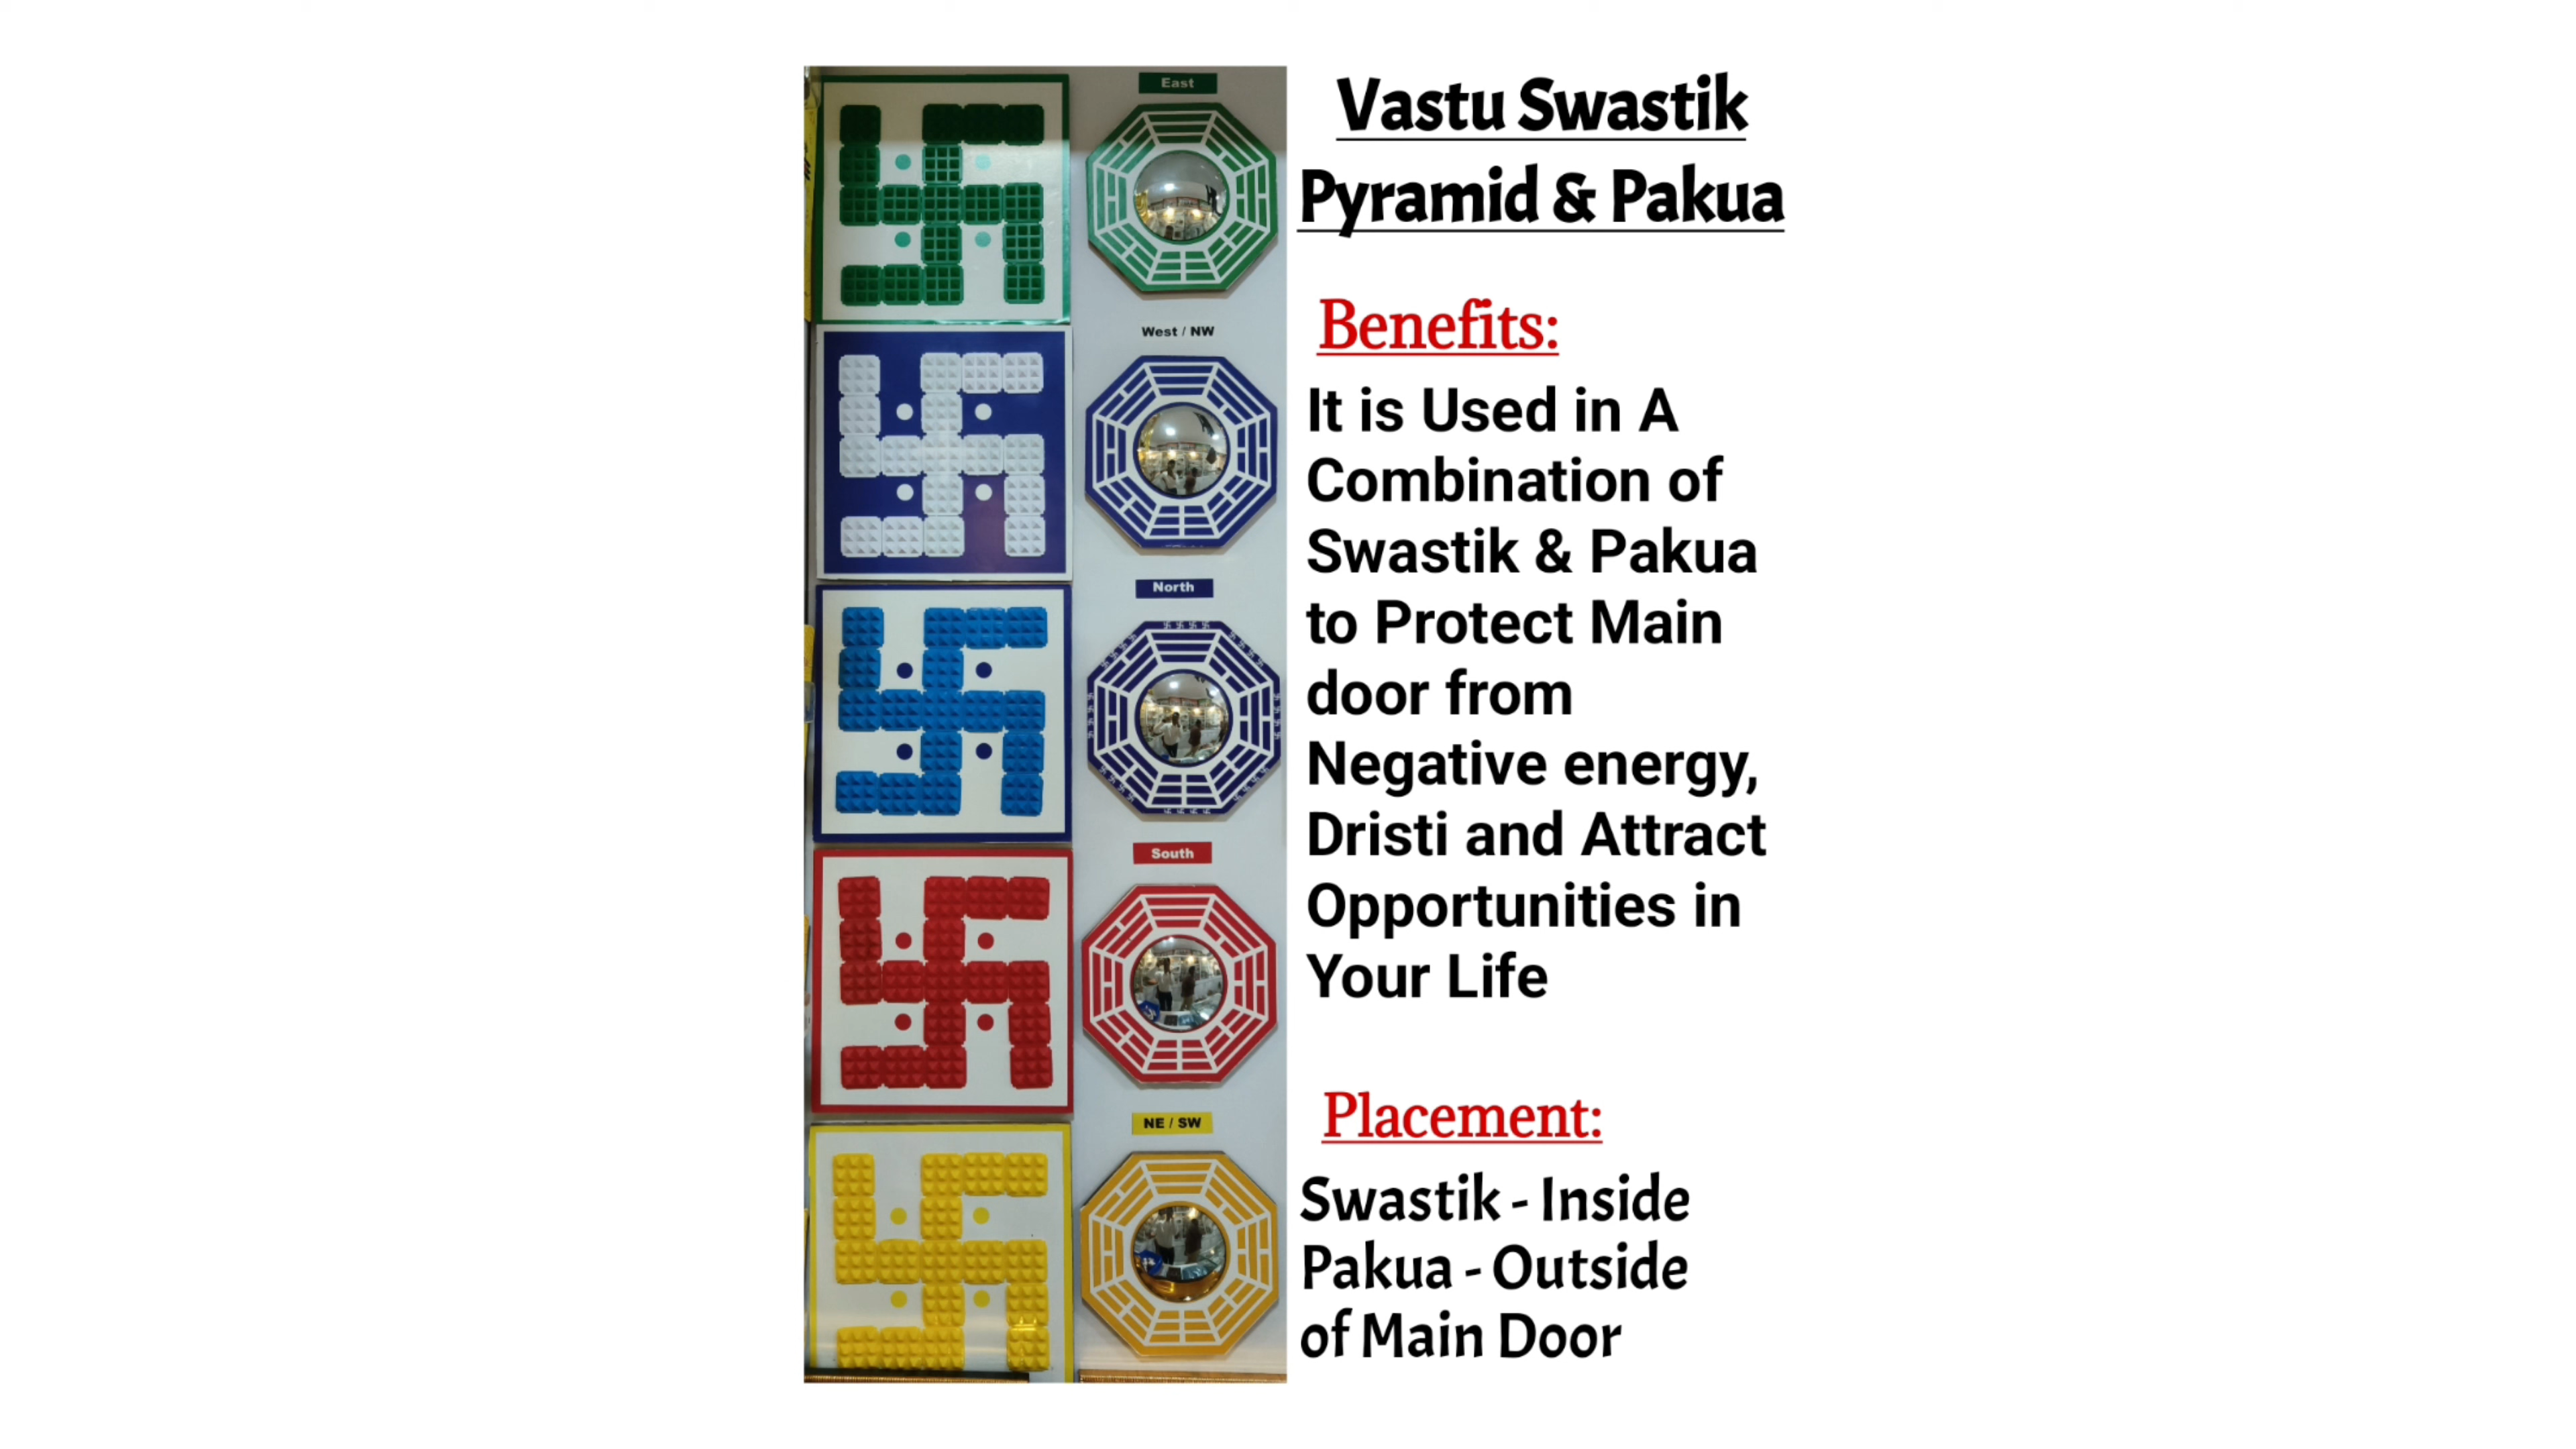 East
West / NW
North
South
NE / SW
Vastu Swastik
Pyramid & Pakua
Benefits:
It is Used in A
Combination of
Swastik & Pakua
to Protect Main
door from
Negative energy,
Dristi and Attract
Opportunities in
Your Life
Placement:
Swastik - Inside
Pakua - Outside
of Main Door